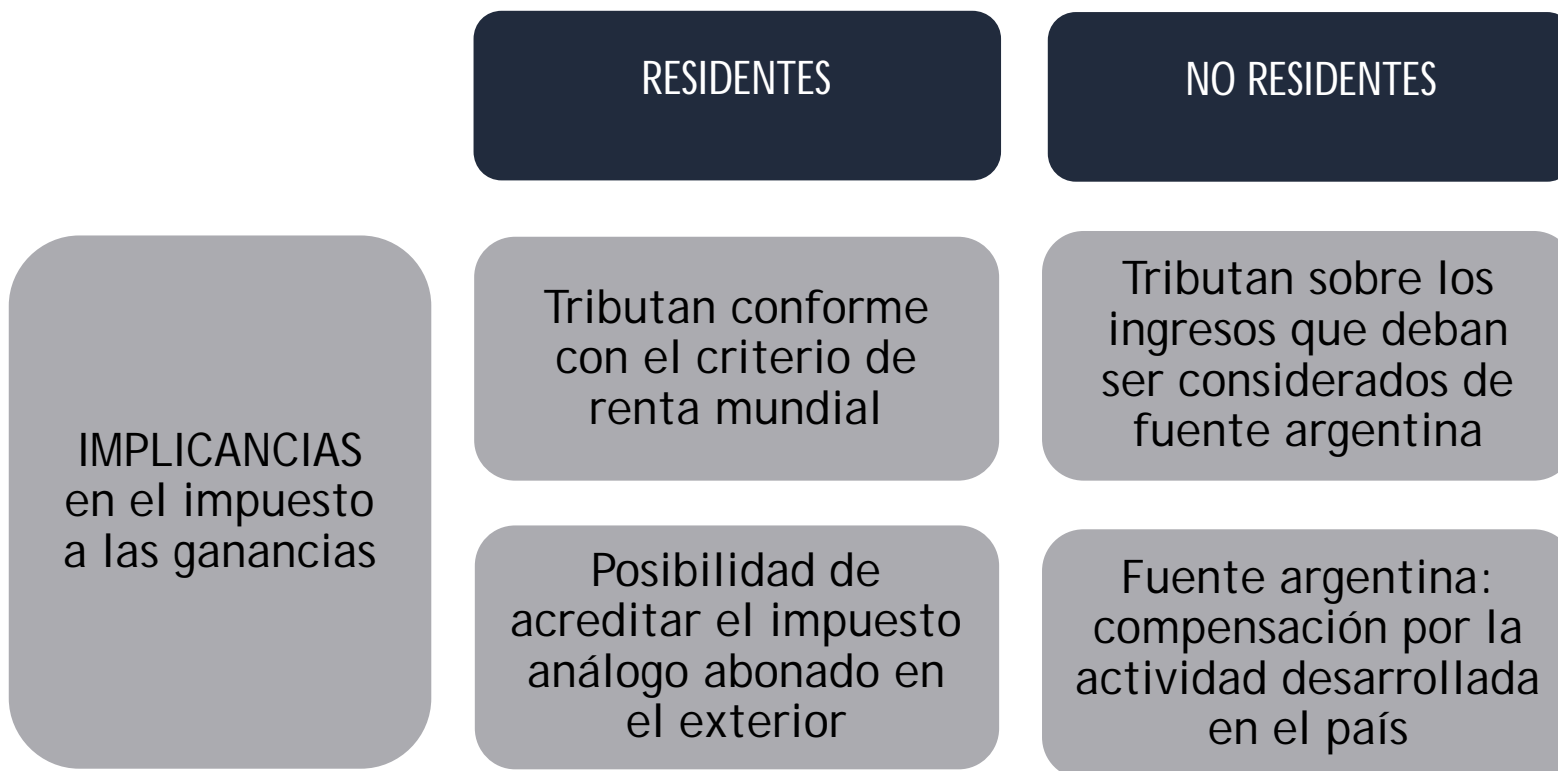 RESIDENTES
NO RESIDENTES
IMPLICANCIAS
en el impuesto
a las ganancias
Tributan conforme
con el criterio de
renta mundial
Tributan sobre los
ingresos que deban
ser considerados de
fuente argentina
Posibilidad de
acreditar el impuesto
análogo abonado en
el exterior
Fuente argentina:
compensación por la
actividad desarrollada
en el país